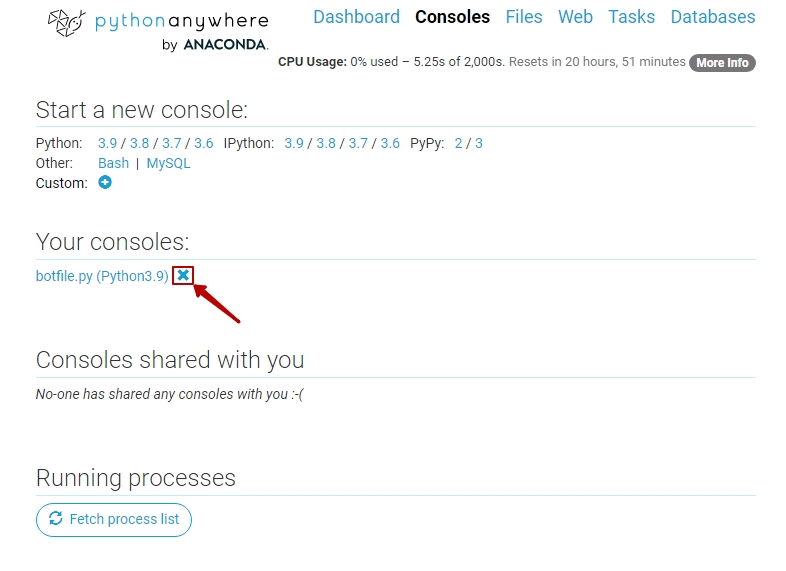 pythonanywhere
by ANACONDA.
Dashboard Consoles Files Web Tasks Databases
CPU Usage: 0% used – 5.25s of 2,000s. Resets in 20 hours, 51 minutes More Info
Start a new console:
Python: 3.9 / 3.8 / 3.7 / 3.6 IPython: 3.9 / 3.8 / 3.7 / 3.6 PyPy: 2 / 3
Other: Bash | MySQL
Custom:
Your consoles:
botfile.py (Python3.9)
Consoles shared with you
No-one has shared any consoles with you :-(
Running processes
Fetch process list